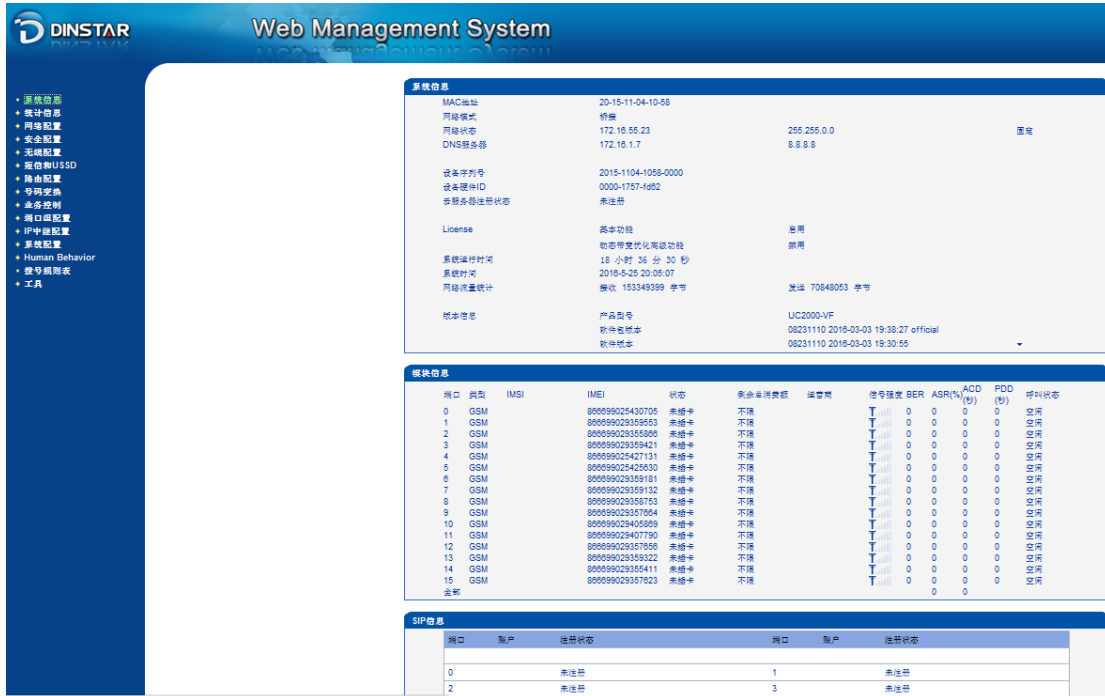 DINSTAR
Web Management System
系统信息
统计信息
网络配置
安全配置
无线配置
短信和USSD
路由配置
号码变换
业务控制
端口组配置
IP中继配置
系统配置
Human Behavior
拨号规则表
工具
系统信息
MAC地址 20-15-11-04-10-58
网络模式 桥接
网络状态 172.16.55.23 255.255.0.0 固定
DNS服务器 172.16.1.7 8.8.8.8
设备序列号 2015-1104-1058-0000
设备硬件ID 0000-1757-fd62
云服务器注册状态 未注册
License 基本功能 启用
动态带宽优化高级功能 禁用
系统运行时间 18 小时 36 分 30 秒
系统时间 2016-5-25 20:05:07
网络流量统计 接收 153349399 字节 发送 70848053 字节
版本信息 产品型号 UC2000-VF
软件包版本 08231110 2016-03-03 19:38:27 official
软件版本 08231110 2016-03-03 19:30:55
模块信息
端口 类型 IMSI IMEI 状态 剩余总消费额 运营商 信号强度 BER ASR(%) ACD(秒) PDD(秒) 呼叫状态
0 GSM 866699025430705 未插卡 不限 0 0 0 0 空闲
1 GSM 866699029359553 未插卡 不限 0 0 0 0 空闲
2 GSM 866699029355866 未插卡 不限 0 0 0 0 空闲
3 GSM 866699029359421 未插卡 不限 0 0 0 0 空闲
4 GSM 866699025427131 未插卡 不限 0 0 0 0 空闲
5 GSM 866699025425630 未插卡 不限 0 0 0 0 空闲
6 GSM 866699029359181 未插卡 不限 0 0 0 0 空闲
7 GSM 866699029359132 未插卡 不限 0 0 0 0 空闲
8 GSM 866699029358753 未插卡 不限 0 0 0 0 空闲
9 GSM 866699029357664 未插卡 不限 0 0 0 0 空闲
10 GSM 866699029405869 未插卡 不限 0 0 0 0 空闲
11 GSM 866699029407790 未插卡 不限 0 0 0 0 空闲
12 GSM 866699029357656 未插卡 不限 0 0 0 0 空闲
13 GSM 866699029359322 未插卡 不限 0 0 0 0 空闲
14 GSM 866699029355411 未插卡 不限 0 0 0 0 空闲
15 GSM 866699029357623 未插卡 不限 0 0 0 0 空闲
全部 0 0
SIP信息
端口 账户 注册状态 端口 账户 注册状态
0 未注册 1 未注册
2 未注册 3 未注册